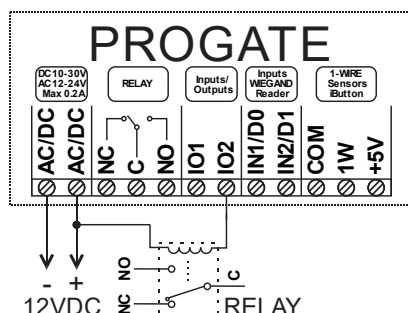 PROGATE
DC10-30V
AC12-24V
Max 0.2A
RELAY
Inputs/
Outputs
Inputs
WIEGAND
Reader
1-WIRE
Sensors
iButton
AC/DC
AC/DC
NC
C
NO
IO1
IO2
IN1/D0
IN2/D1
COM
1W
+5V
NO
C
- +
12VDC
NC
RELAY